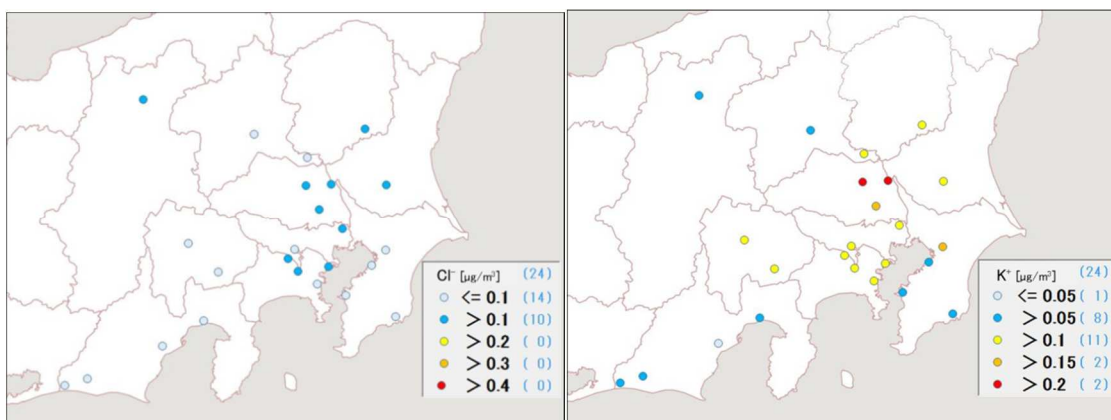 Cl⁻ [μg/m³] (24)
<= 0.1 (14)
> 0.1 (10)
> 0.2 ( 0)
> 0.3 ( 0)
> 0.4 ( 0)
K⁺ [μg/m³] (24)
<= 0.05 ( 1)
> 0.05 ( 8)
> 0.1 (11)
> 0.15 ( 2)
> 0.2 ( 2)